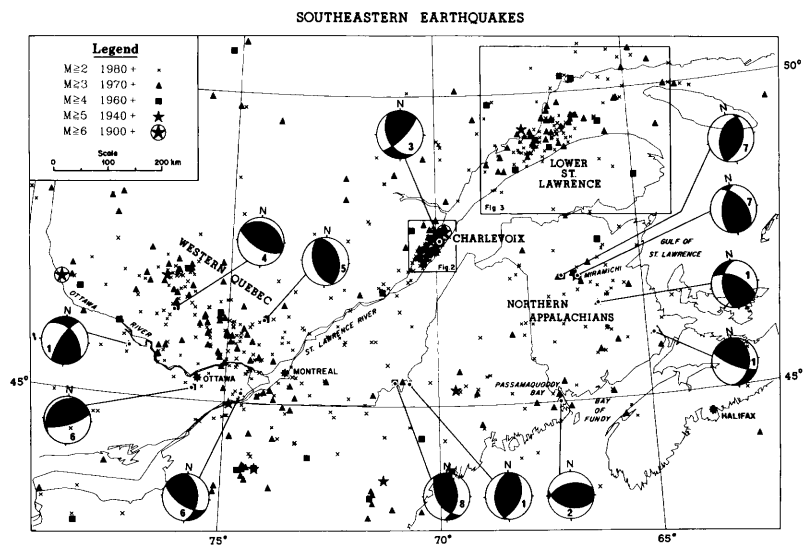 SOUTHEASTERN EARTHQUAKES
Legend
M≥2 1980 + ×
M≥3 1970 + ▲
M≥4 1960 + ■
M≥5 1940 + ★
M≥6 1900 +
Scale
0 100 200 km
50°
N
3
LOWER
ST.
LAWRENCE
Fig 3
N
7
N
7
CHARLEVOIX
Fig.2
GULF OF
ST. LAWRENCE
MIRAMICHI
WESTERN QUEBEC
N
4
N
5
N
1
NORTHERN
APPALACHIANS
OTTAWA
RIVER
ST. LAWRENCE RIVER
N
1
N
1
45°
OTTAWA
MONTREAL
PASSAMAQUODDY
BAY
BAY
OF
FUNDY
45°
HALIFAX
N
6
N
6
N
8
N
1
N
2
75°
70°
65°